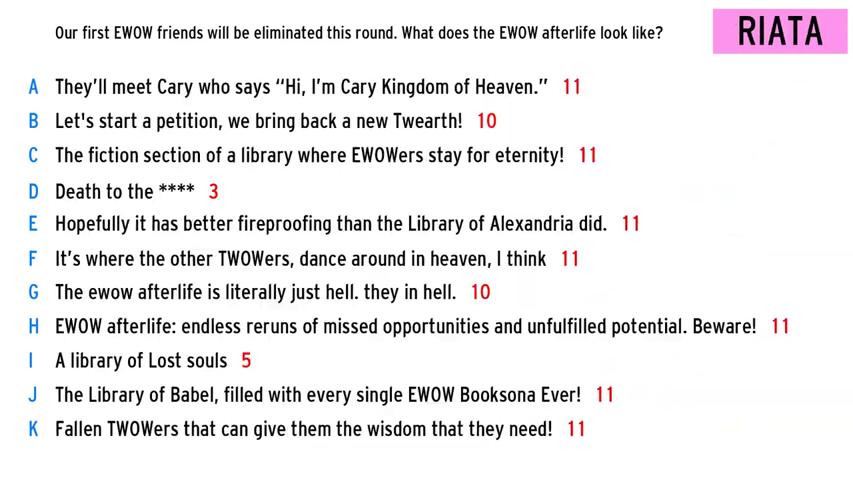 Our first EWOW friends will be eliminated this round. What does the EWOW afterlife look like?
RIATA
A They'll meet Cary who says “Hi, I'm Cary Kingdom of Heaven.” 11
B Let's start a petition, we bring back a new Twearth! 10
C The fiction section of a library where EWOWers stay for eternity! 11
D Death to the **** 3
E Hopefully it has better fireproofing than the Library of Alexandria did. 11
F It's where the other TWOWers, dance around in heaven, I think 11
G The ewow afterlife is literally just hell. they in hell. 10
H EWOW afterlife: endless reruns of missed opportunities and unfulfilled potential. Beware! 11
I A library of Lost souls 5
J The Library of Babel, filled with every single EWOW Booksona Ever! 11
K Fallen TWOWers that can give them the wisdom that they need! 11